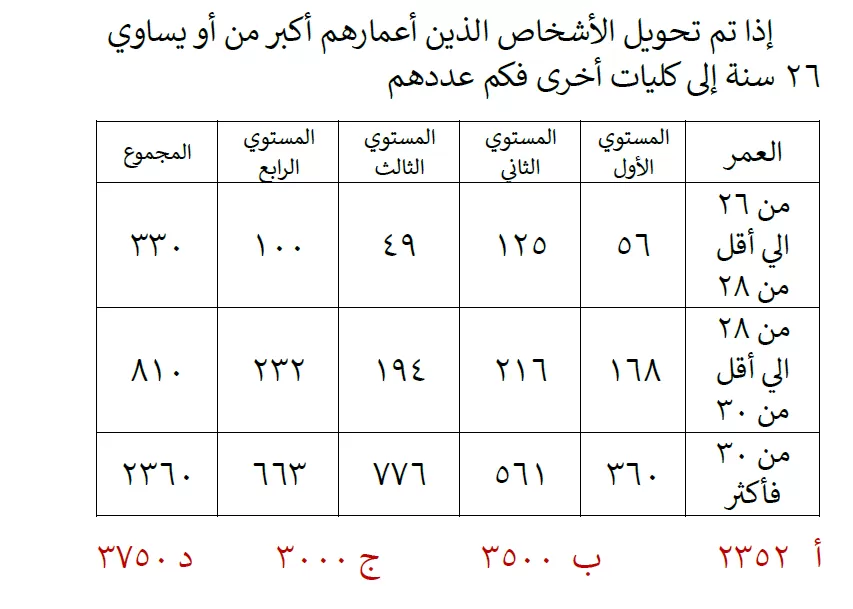 إذا تم تحويل الأشخاص الذين أعمارهم أكبر من أو يساوي
٢٦ سنة إلى كليات أخرى فكم عددهم
العمر المستوي الأول المستوي الثاني المستوي الثالث المستوي الرابع المجموع
من ٢٦ الي أقل من ٢٨ ٥٦ ١٢٥ ٤٩ ١٠٠ ٣٣٠
من ٢٨ الي أقل من ٣٠ ١٦٨ ٢١٦ ١٩٤ ٢٣٢ ٨١٠
من ٣٠ فأكثر ٣٦٠ ٥٦١ ٧٧٦ ٦٦٣ ٢٣٦٠
أ ٢٣٥٢ ب ٣٥٠٠ ج ٣٠٠٠ د ٣٧٥٠